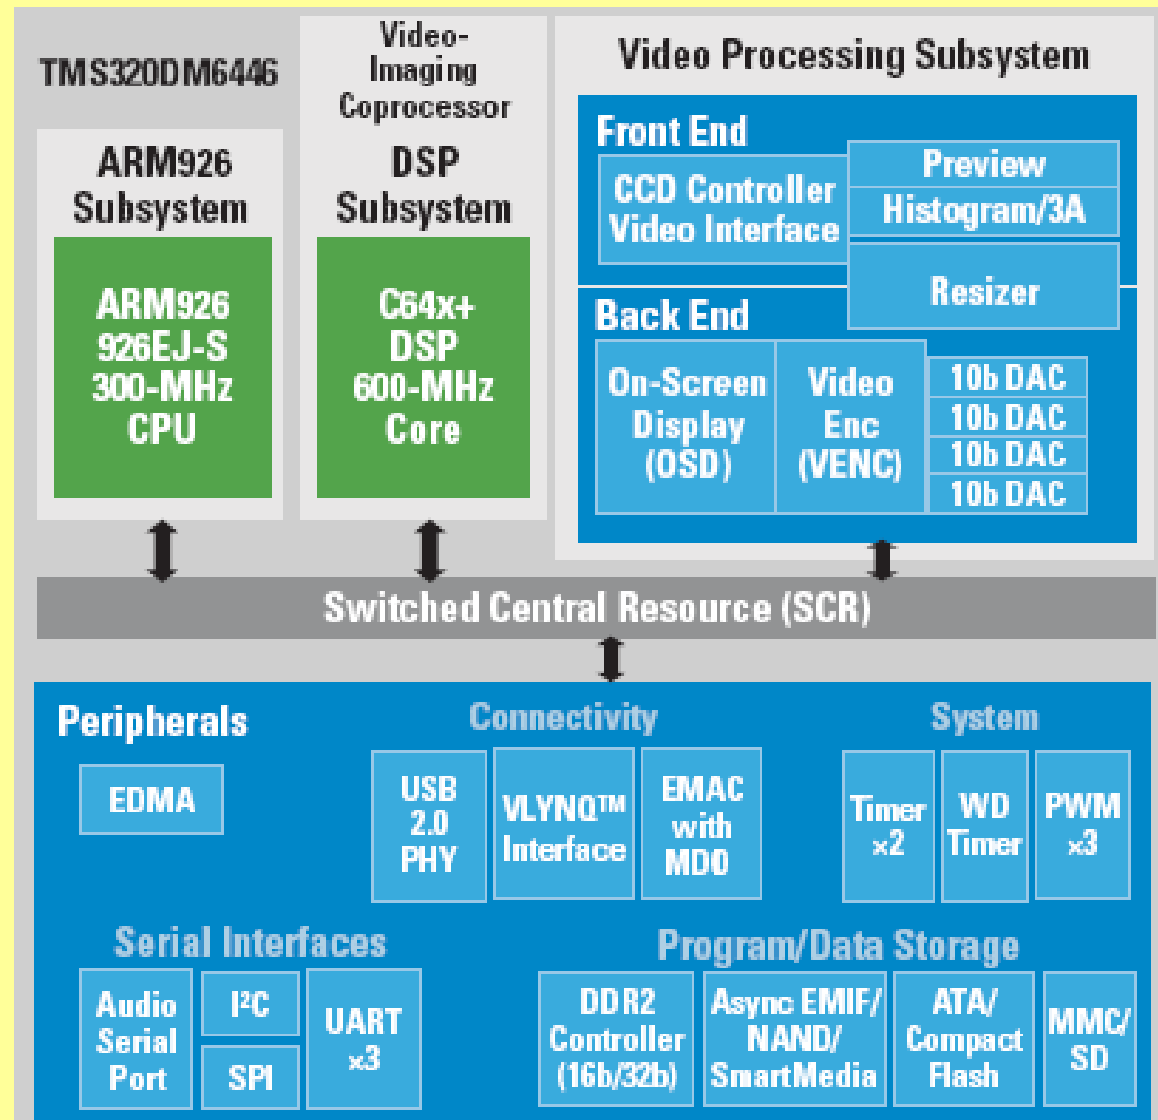 TMS320DM6446
ARM926
Subsystem
ARM926
926EJ-S
300-MHz
CPU
Video-
Imaging
Coprocessor
DSP
Subsystem
C64x+
DSP
600-MHz
Core
Video Processing Subsystem
Front End
CCD Controller
Video Interface
Preview
Histogram/3A
Resizer
Back End
On-Screen
Display
(OSD)
Video
Enc
(VENC)
10b DAC
10b DAC
10b DAC
10b DAC
Switched Central Resource (SCR)
Peripherals
EDMA
Connectivity
USB
2.0
PHY
VLYNQ™
Interface
EMAC
with
MDO
System
Timer
×2
WD
Timer
PWM
×3
Serial Interfaces
Audio
Serial
Port
I²C
SPI
UART
×3
Program/Data Storage
DDR2
Controller
(16b/32b)
Async EMIF/
NAND/
SmartMedia
ATA/
Compact
Flash
MMC/
SD